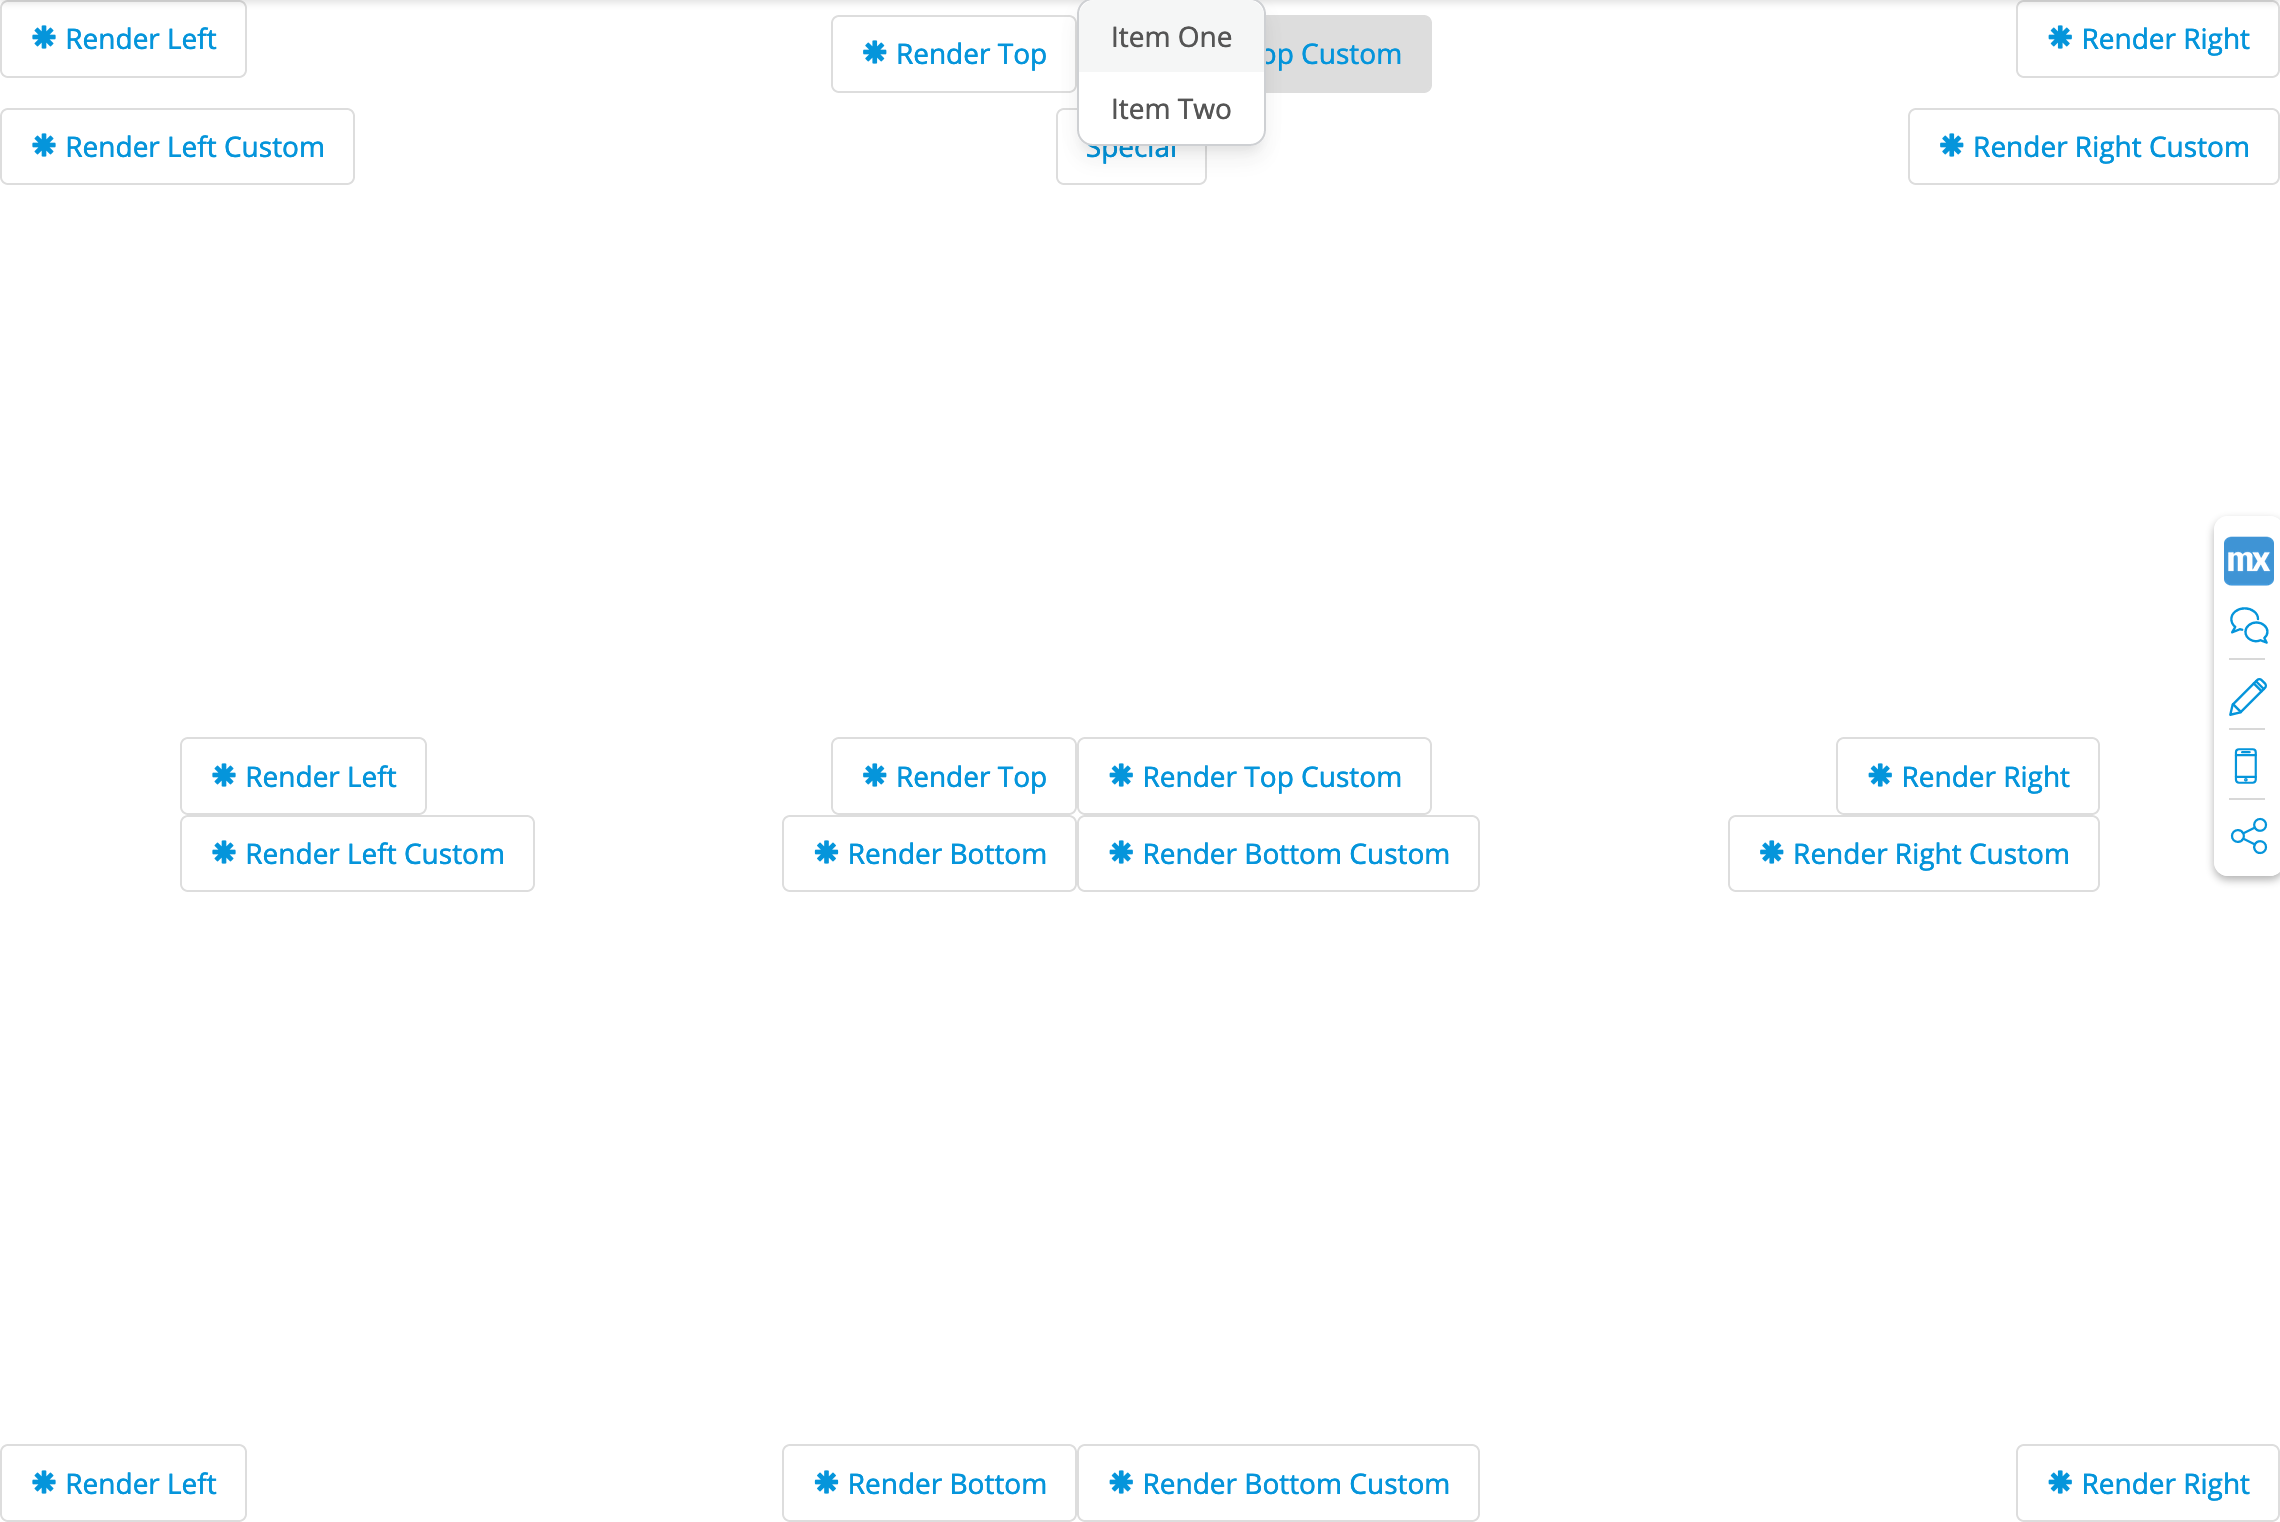 Render Left
Render Top
Item One
op Custom
Render Right
Item Two
Render Left Custom
Special
Render Right Custom
mx
Render Left
Render Top
Render Top Custom
Render Right
Render Left Custom
Render Bottom
Render Bottom Custom
Render Right Custom
Render Left
Render Bottom
Render Bottom Custom
Render Right